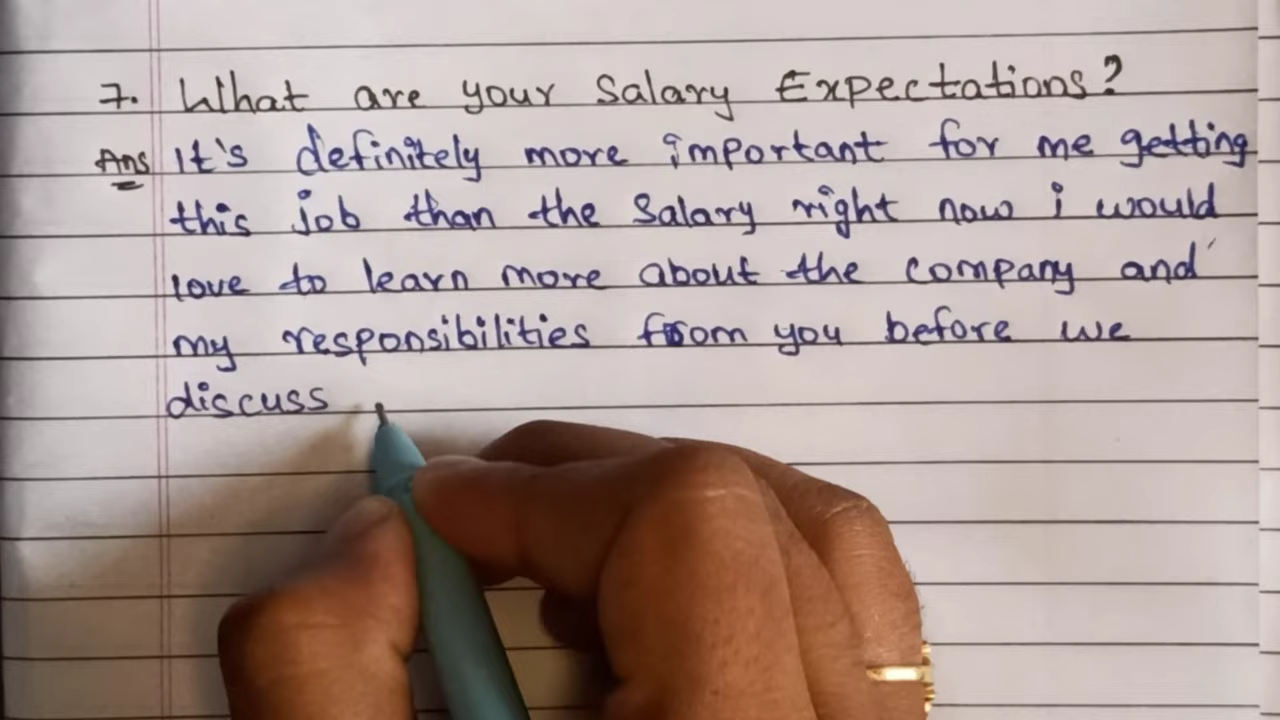 7. What are your Salary Expectations?
Ans It's definitely more important for me getting
this job than the Salary right now i would
love to learn more about the company and
my responsibilities from you before we
discuss